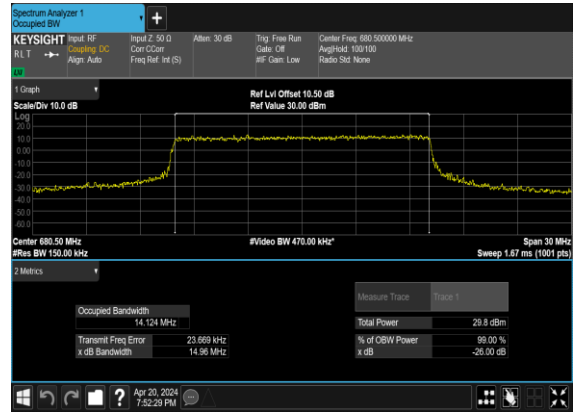 Spectrum Analyzer 1
Occupied BW
+
KEYSIGHT Input: RF Input Z: 50 Ω Atten: 30 dB Trig: Free Run Center Freq: 680.500000 MHz
RLT Coupling: DC Corr CCorr Gate: Off Avg|Hold: 100/100
Align: Auto Freq Ref: Int (S) #IF Gain: Low Radio Std: None
LXI
1 Graph Ref Lvl Offset 10.50 dB
Scale/Div 10.0 dB Ref Value 30.00 dBm
Log
20.0
10.0
0.00
-10.0
-20.0
-30.0
-40.0
-50.0
-60.0
Center 680.50 MHz #Video BW 470.00 kHz* Span 30 MHz
#Res BW 150.00 kHz Sweep 1.67 ms (1001 pts)
2 Metrics
Measure Trace Trace 1
Occupied Bandwidth
14.124 MHz Total Power 29.8 dBm
Transmit Freq Error 23.669 kHz % of OBW Power 99.00 %
x dB Bandwidth 14.96 MHz x dB -26.00 dB
? Apr 20, 2024
7:52:29 PM